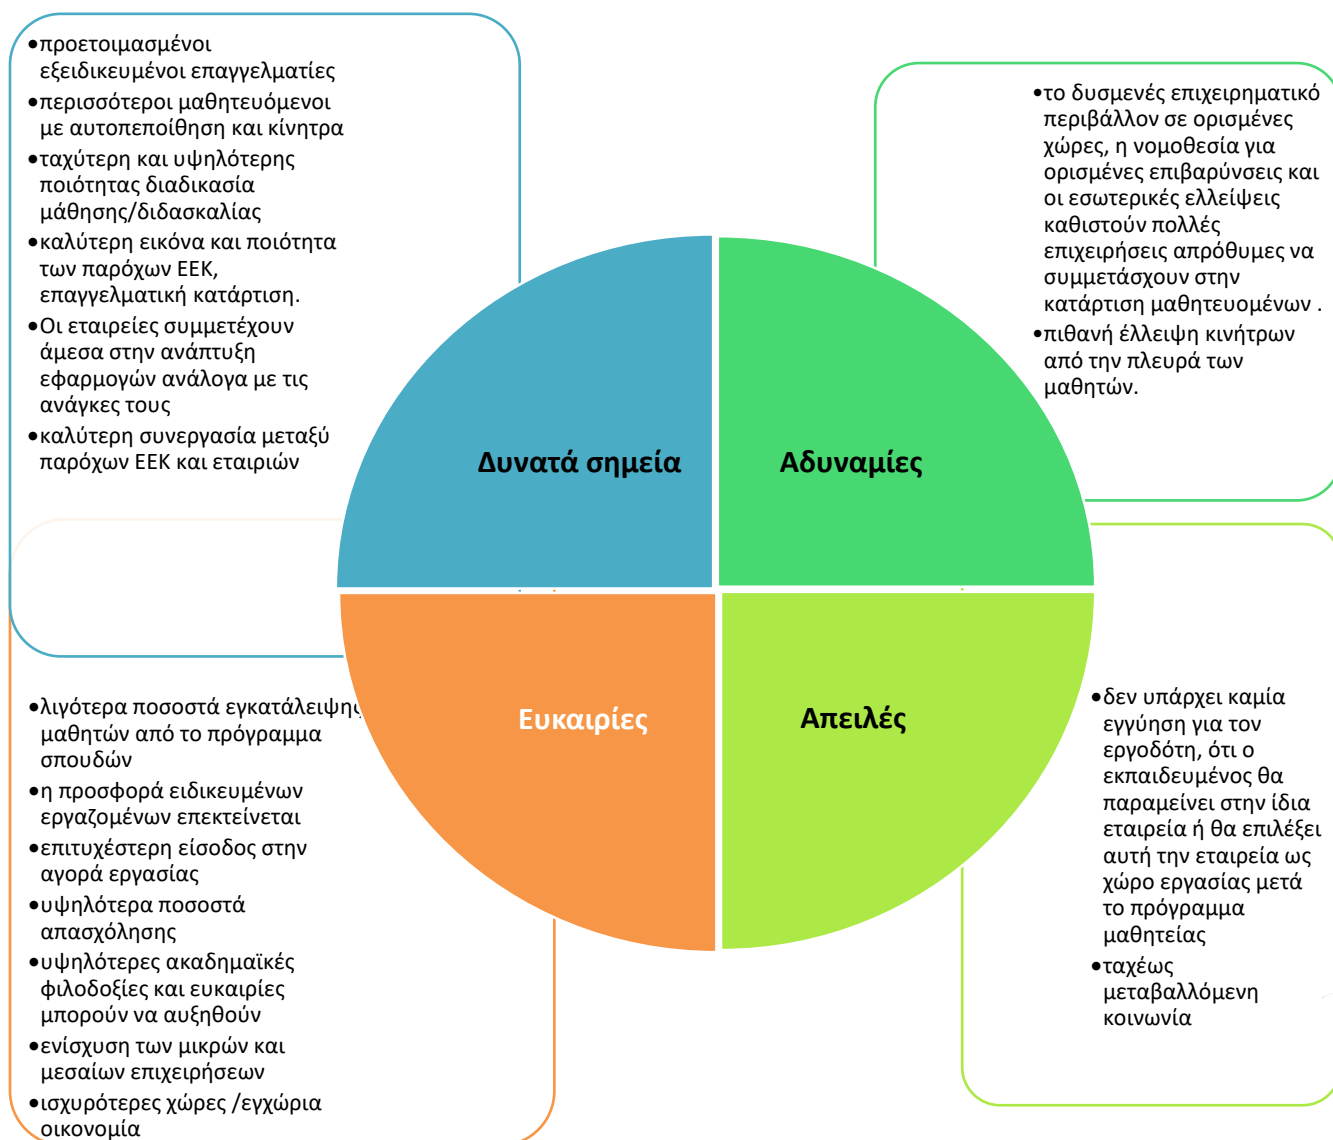 •προετοιμασμένοι
εξειδικευμένοι επαγγελματίες
•περισσότεροι μαθητευόμενοι
με αυτοπεποίθηση και κίνητρα
•ταχύτερη και υψηλότερης
ποιότητας διαδικασία
μάθησης/διδασκαλίας
•καλύτερη εικόνα και ποιότητα
των παρόχων ΕΕΚ,
επαγγελματική κατάρτιση.
•Οι εταιρείες συμμετέχουν
άμεσα στην ανάπτυξη
εφαρμογών ανάλογα με τις
ανάγκες τους
•καλύτερη συνεργασία μεταξύ
παρόχων ΕΕΚ και εταιριών
•το δυσμενές επιχειρηματικό
περιβάλλον σε ορισμένες
χώρες, η νομοθεσία για
ορισμένες επιβαρύνσεις και
οι εσωτερικές ελλείψεις
καθιστούν πολλές
επιχειρήσεις απρόθυμες να
συμμετάσχουν στην
κατάρτιση μαθητευομένων .
•πιθανή έλλειψη κινήτρων
από την πλευρά των
μαθητών.
Δυνατά σημεία
Αδυναμίες
Ευκαιρίες
Απειλές
•λιγότερα ποσοστά εγκατάλειψης
μαθητών από το πρόγραμμα
σπουδών
•η προσφορά ειδικευμένων
εργαζομένων επεκτείνεται
•επιτυχέστερη είσοδος στην
αγορά εργασίας
•υψηλότερα ποσοστά
απασχόλησης
•υψηλότερες ακαδημαϊκές
φιλοδοξίες και ευκαιρίες
μπορούν να αυξηθούν
•ενίσχυση των μικρών και
μεσαίων επιχειρήσεων
•ισχυρότερες χώρες /εγχώρια
οικονομία
•δεν υπάρχει καμία
εγγύηση για τον
εργοδότη, ότι ο
εκπαιδευμένος θα
παραμείνει στην ίδια
εταιρεία ή θα επιλέξει
αυτή την εταιρεία ως
χώρο εργασίας μετά
το πρόγραμμα
μαθητείας
•ταχέως
μεταβαλλόμενη
κοινωνία